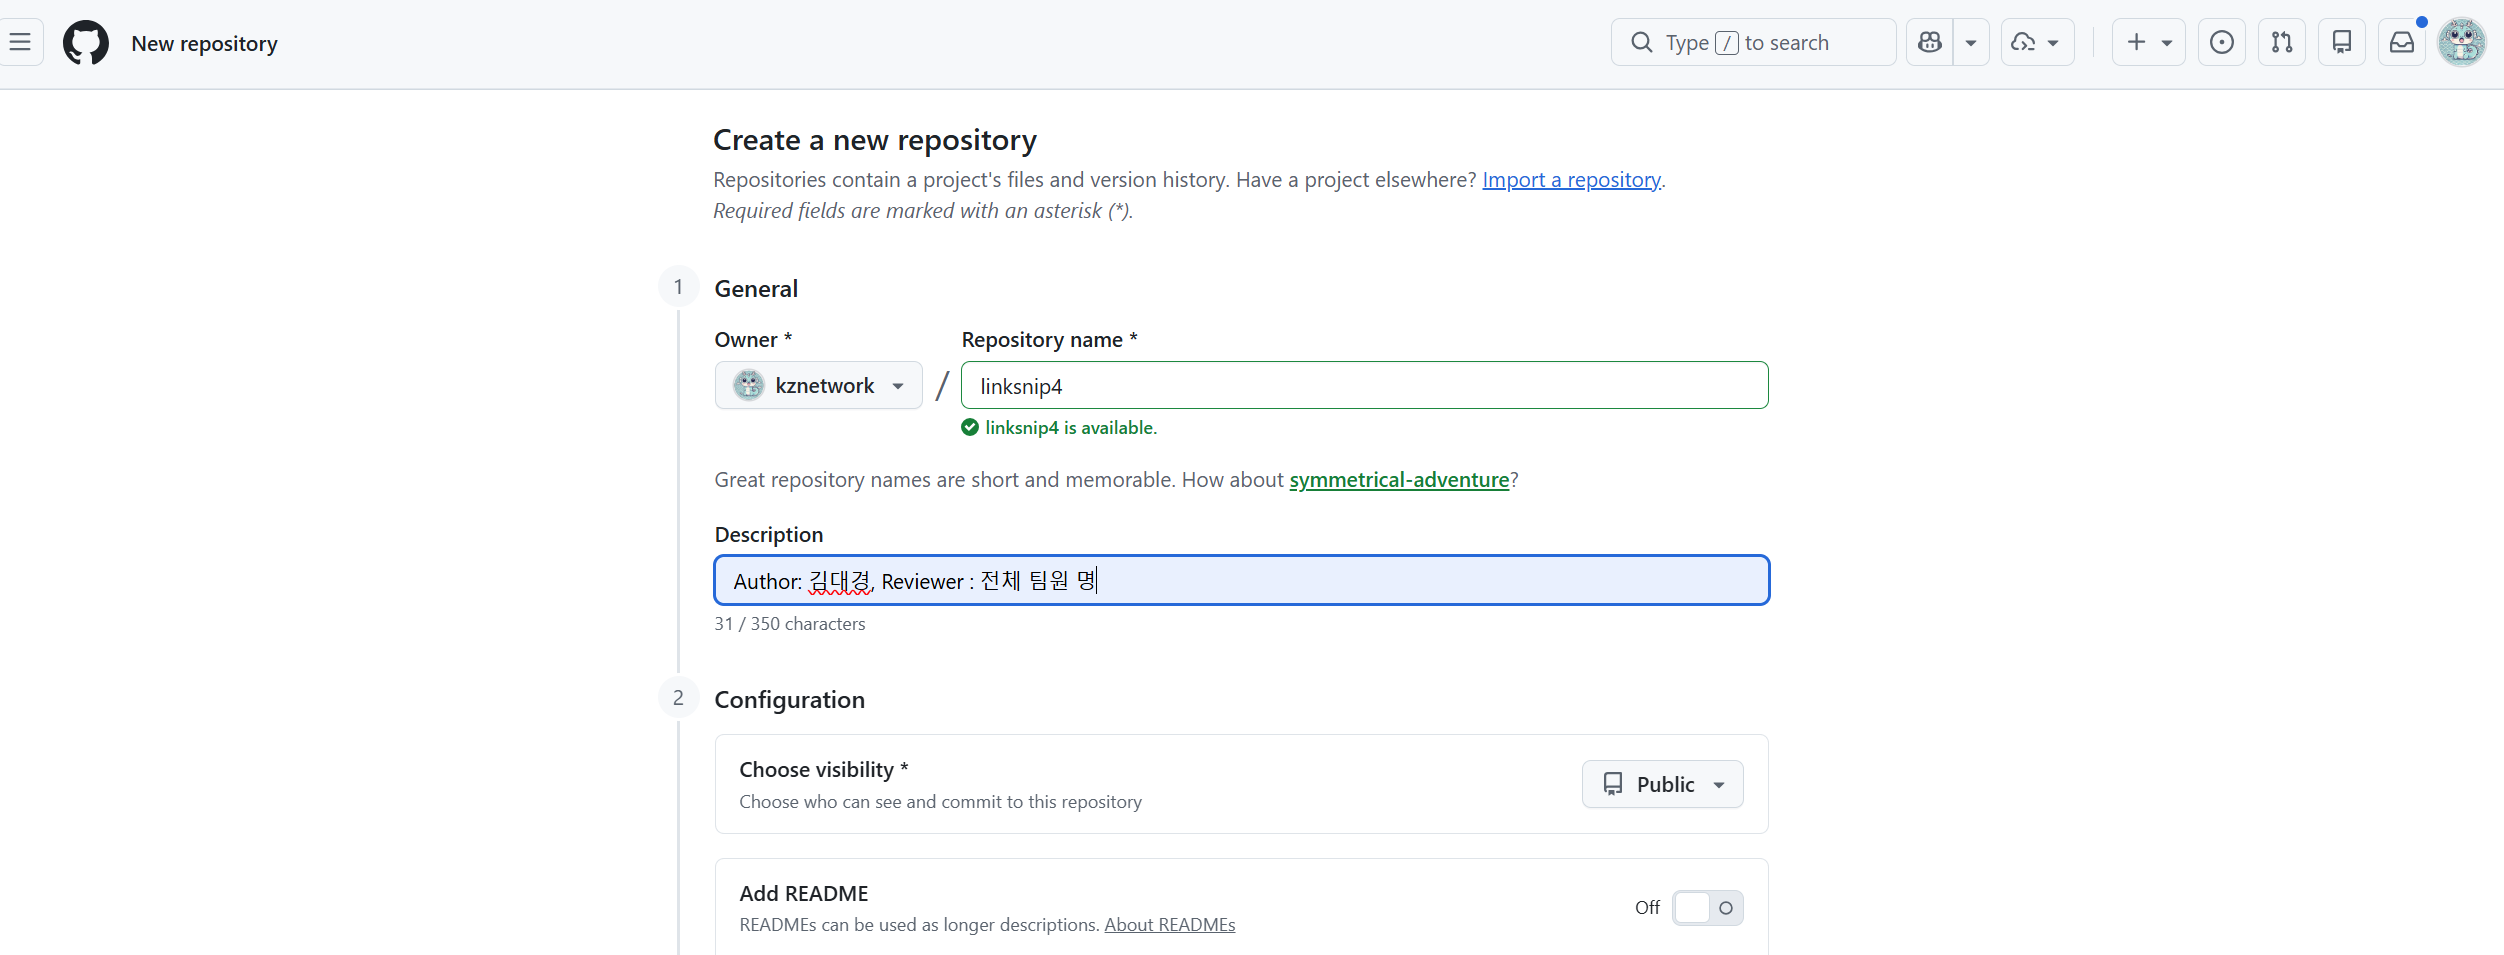 New repository
Type / to search
Create a new repository
Repositories contain a project's files and version history. Have a project elsewhere? Import a repository.
Required fields are marked with an asterisk (*).
1 General
Owner * Repository name *
kznetwork / linksnip4
linksnip4 is available.
Great repository names are short and memorable. How about symmetrical-adventure?
Description
Author: 김대경, Reviewer : 전체 팀원 명
31 / 350 characters
2 Configuration
Choose visibility *
Choose who can see and commit to this repository
Public
Add README
READMEs can be used as longer descriptions. About READMEs
Off